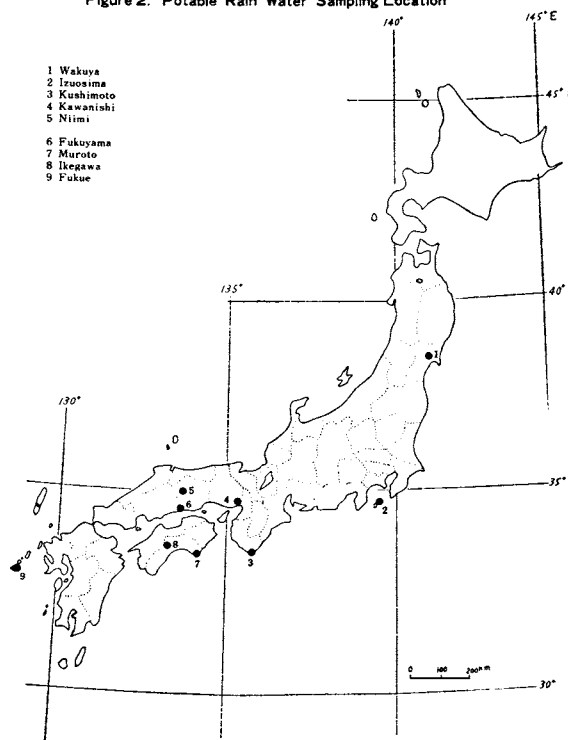 Figure 2. Potable Rain Water Sampling Location
140°
145° E
1 Wakuya
2 Izuosima
3 Kushimoto
4 Kawanishi
5 Niimi
6 Fukuyama
7 Muroto
8 Ikegawa
9 Fukue
45°
135°
40°
1
130°
35°
5
6
4
2
8
7
3
9
0 100 200km
30°